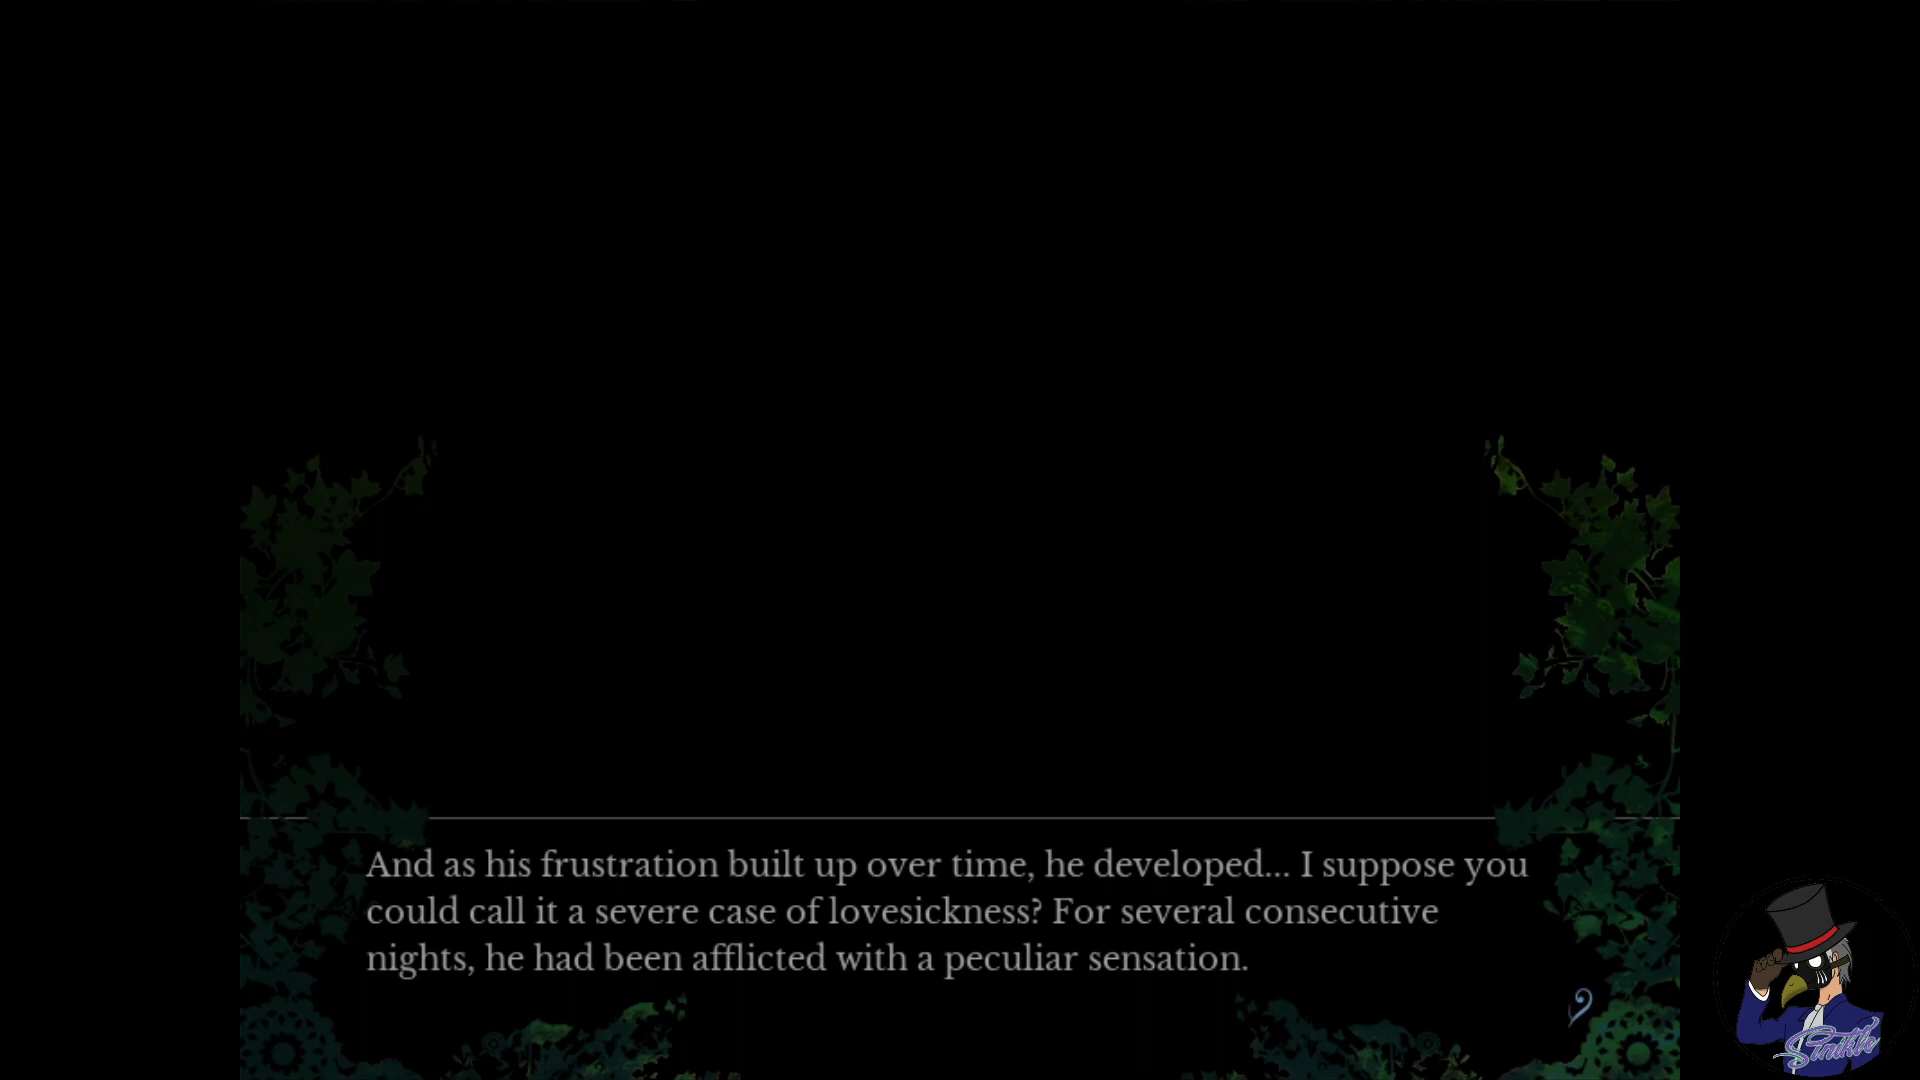 And as his frustration built up over time, he developed... I suppose you
could call it a severe case of lovesickness? For several consecutive
nights, he had been afflicted with a peculiar sensation.
Sinikle